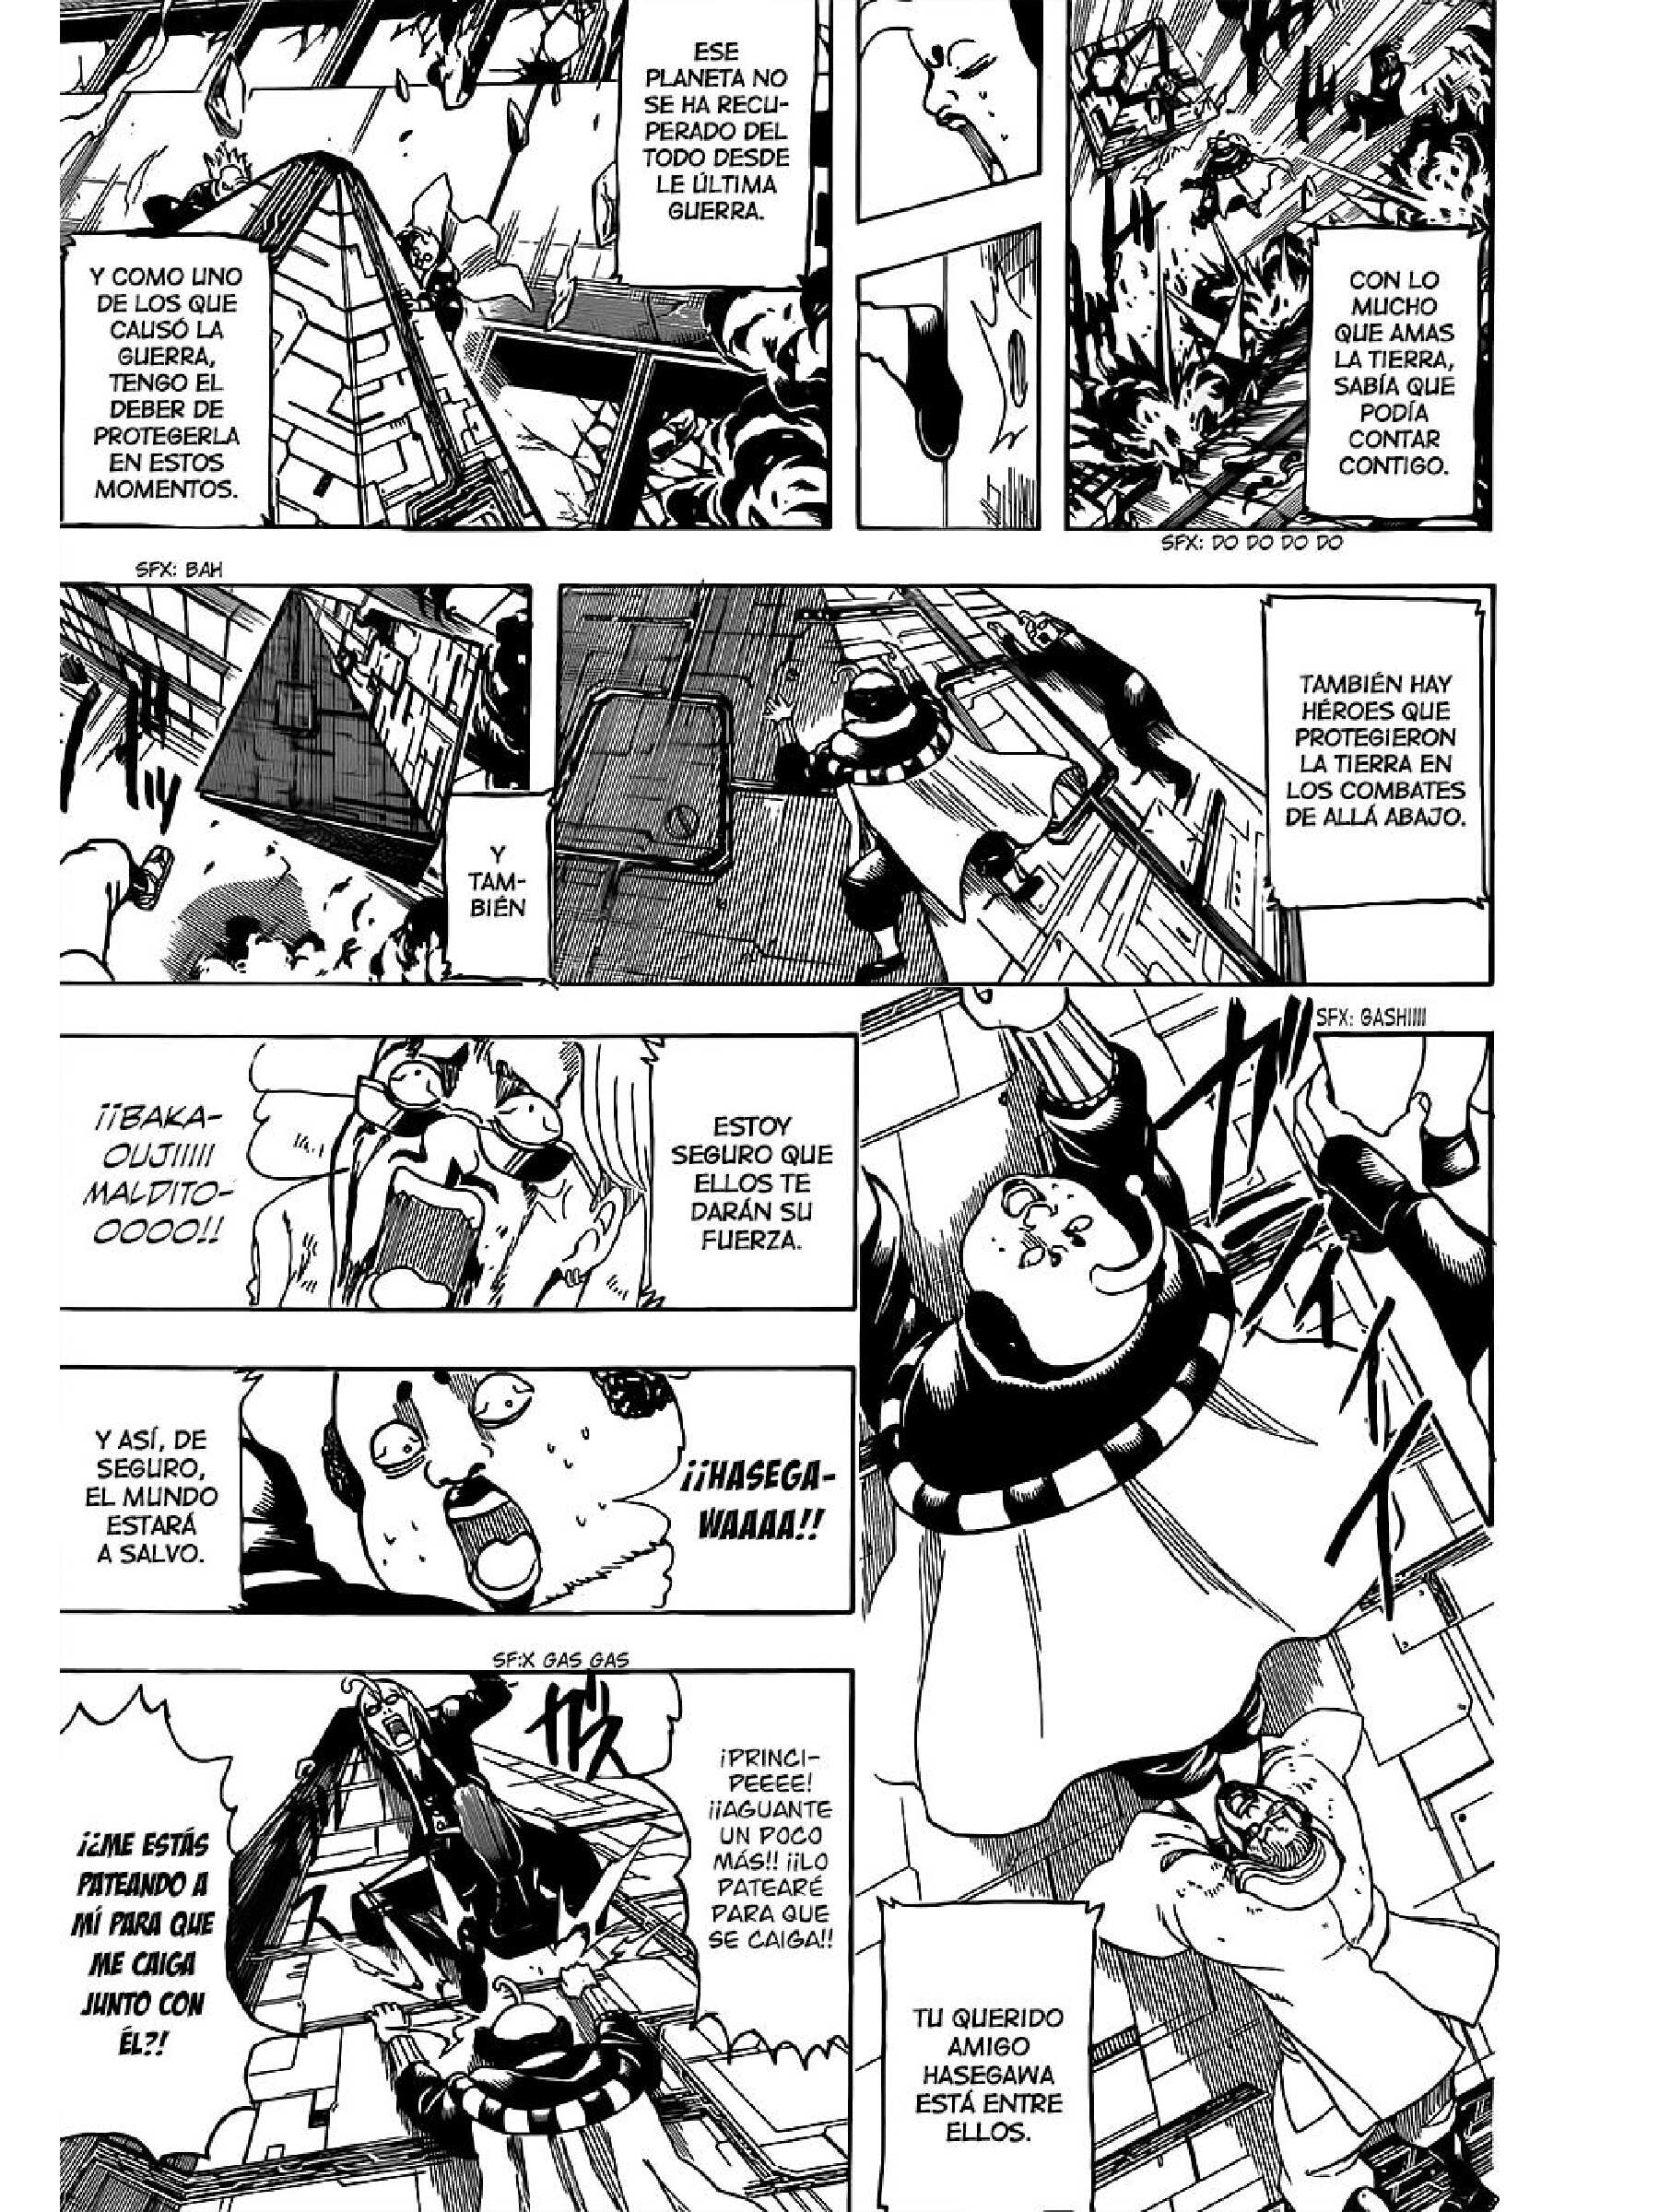 CON LO
MUCHO
QUE AMAS
LA TIERRA,
SABÍA QUE
PODÍA
CONTAR
CONTIGO.
SFX: DO DO DO DO
ESE
PLANETA NO
SE HA RECU-
PERADO DEL
TODO DESDE
LE ÚLTIMA
GUERRA.
Y COMO UNO
DE LOS QUE
CAUSÓ LA
GUERRA,
TENGO EL
DEBER DE
PROTEGERLA
EN ESTOS
MOMENTOS.
TAMBIÉN HAY
HÉROES QUE
PROTEGIERON
LA TIERRA EN
LOS COMBATES
DE ALLÁ ABAJO.
SFX: BAH
Y
TAM-
BIÉN
SFX: GASHIIII
TU QUERIDO
AMIGO
HASEGAWA
ESTÁ ENTRE
ELLOS.
ESTOY
SEGURO QUE
ELLOS TE
DARÁN SU
FUERZA.
¡¡BAKA-
OUJIIIII
MALDITO-
OOOO!!
¡¡HASEGA-
WAAAA!!
Y ASÍ, DE
SEGURO,
EL MUNDO
ESTARÁ
A SALVO.
SF:X GAS GAS
¡PRINCI-
PEEEE!
¡¡AGUANTE
UN POCO
MÁS!! ¡¡LO
PATEARÉ
PARA QUE
SE CAIGA!!
¡¿ME ESTÁS
PATEANDO A
MÍ PARA QUE
ME CAIGA
JUNTO CON
ÉL?!